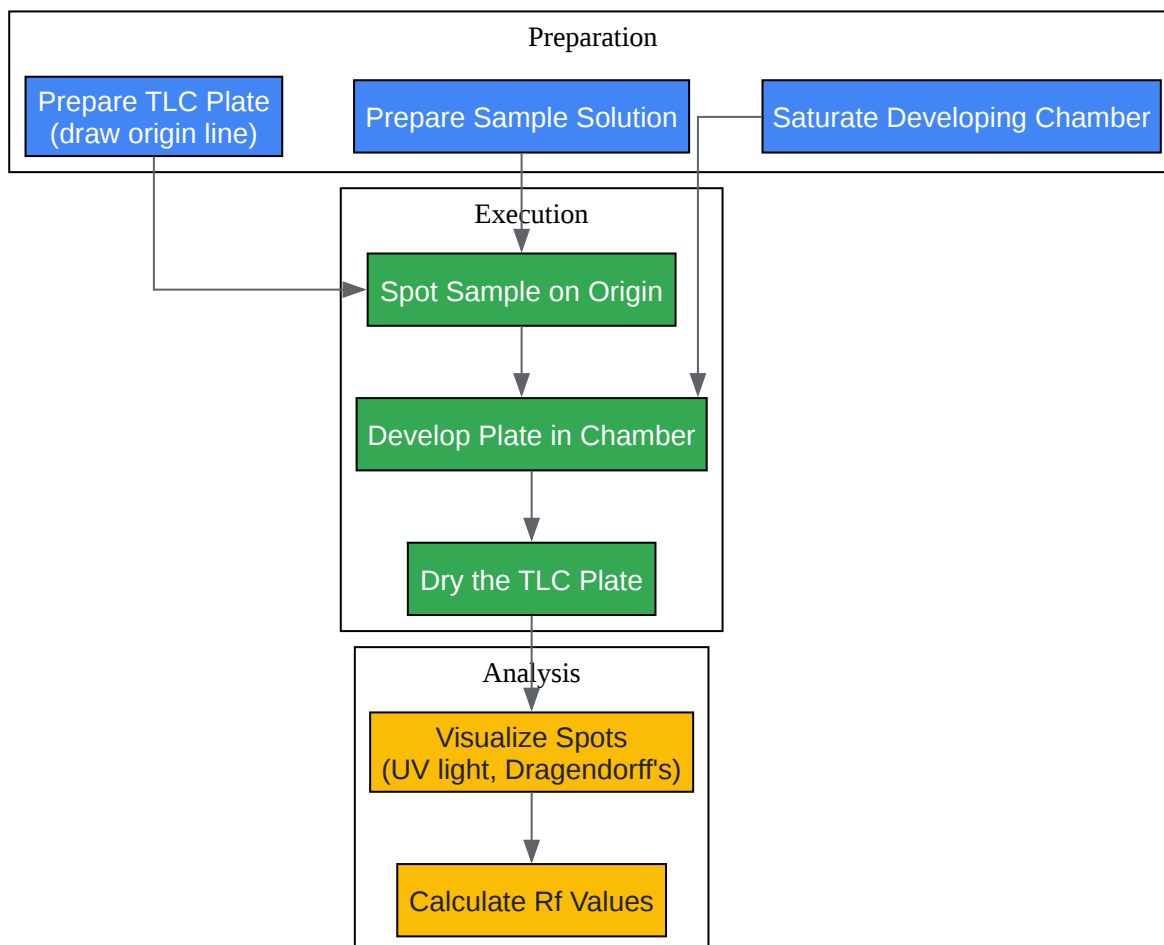 Preparation
Prepare TLC Plate
(draw origin line)
Prepare Sample Solution
Saturate Developing Chamber
Execution
Spot Sample on Origin
Develop Plate in Chamber
Dry the TLC Plate
Analysis
Visualize Spots
(UV light, Dragendorff's)
Calculate Rf Values